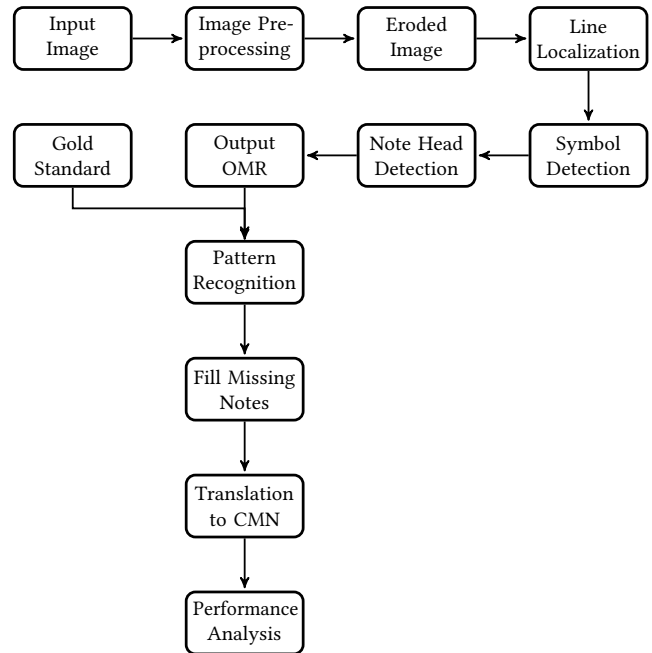 Input
Image
Image Pre-
processing
Eroded
Image
Line
Localization
Gold
Standard
Output
OMR
Note Head
Detection
Symbol
Detection
Pattern
Recognition
Fill Missing
Notes
Translation
to CMN
Performance
Analysis